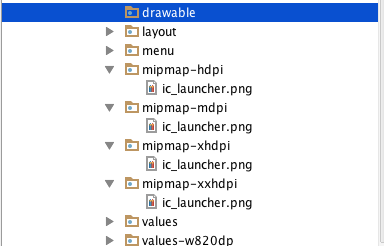 drawable
layout
menu
mipmap-hdpi
ic_launcher.png
mipmap-mdpi
ic_launcher.png
mipmap-xhdpi
ic_launcher.png
mipmap-xxhdpi
ic_launcher.png
values
values-w820dp